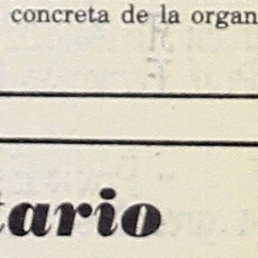 concreta de la organ
tario